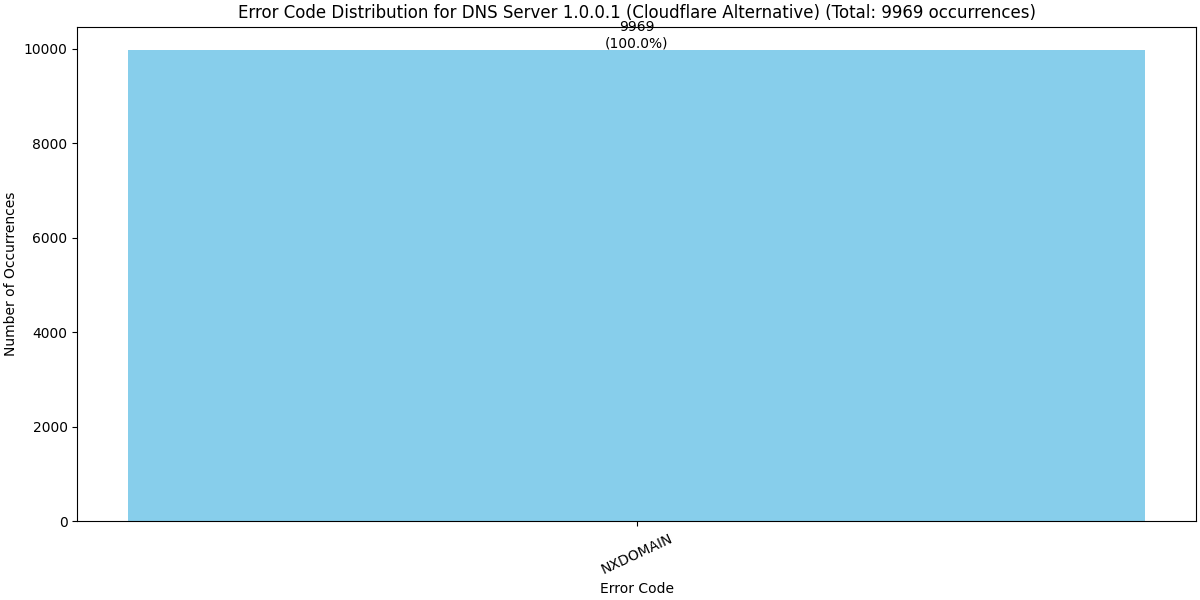 Error Code Distribution for DNS Server 1.0.0.1 (Cloudflare Alternative) (Total: 9969 occurrences)
9969
(100.0%)
10000
8000
6000
4000
2000
0
Number of Occurrences
NXDOMAIN
Error Code